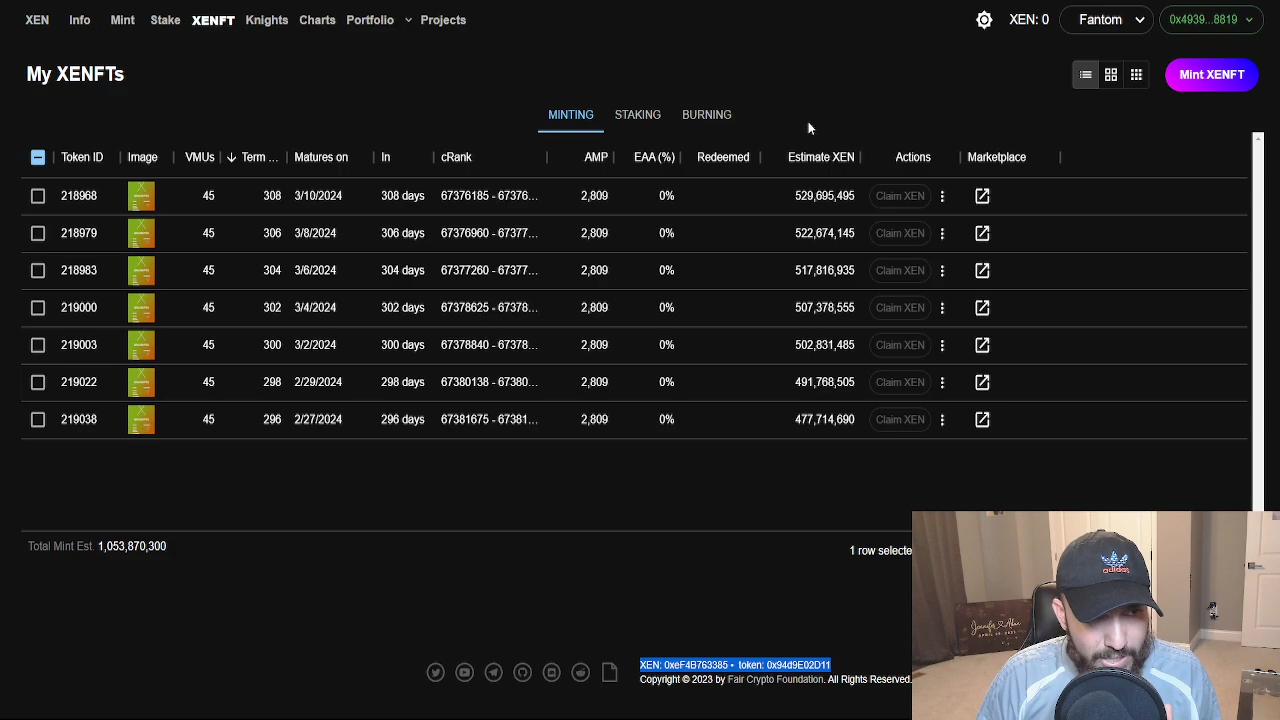 XEN Info Mint Stake XENFT Knights Charts Portfolio Projects XEN: 0 Fantom 0x4939...8819
My XENFTs Mint XENFT
MINTING STAKING BURNING
Token ID Image VMUs Term ... Matures on In cRank AMP EAA (%) Redeemed Estimate XEN Actions Marketplace
218968 45 308 3/10/2024 308 days 67376185 - 67376... 2,809 0% 529,695,495 Claim XEN
218979 45 306 3/8/2024 306 days 67376960 - 67377... 2,809 0% 522,674,145 Claim XEN
218983 45 304 3/6/2024 304 days 2,809 0% 517,816,935 Claim XEN
219000 45 302 3/4/2024 302 days 67378625 - 67378... 2,809 0% 507,378,555 Claim XEN
219003 45 300 3/2/2024 300 days 67378840 - 67378... 2,809 0% 502,831,485 Claim XEN
219022 45 298 2/29/2024 298 days 2,809 0% 491,768,505 Claim XEN
219038 45 296 2/27/2024 296 days 67381675 - 67381... 2,809 0% 477,714,690 Claim XEN
Total Mint Est. 1,053,870,300
1 row selecte
XEN: 0xeF4B763385 • token: 0x94d9E02D11
Copyright © 2023 by Fair Crypto Foundation. All Rights Reserved.
adidas